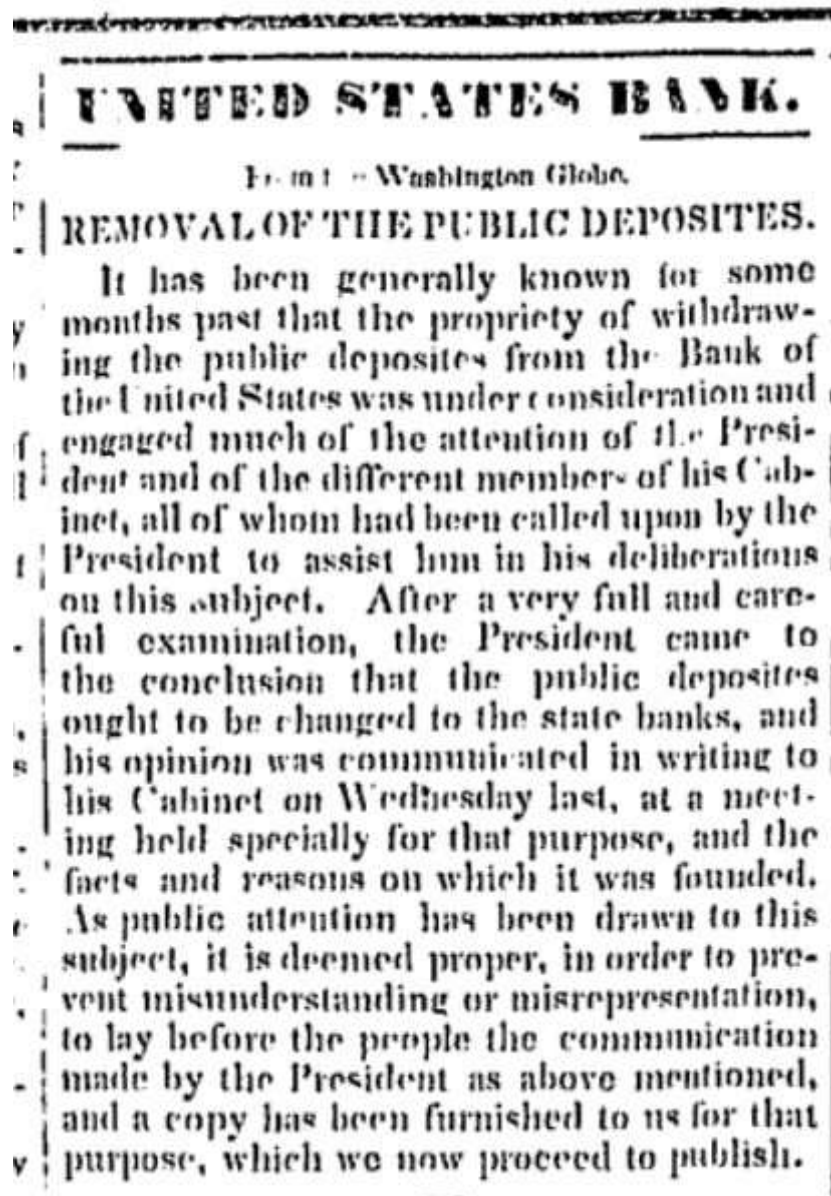 UNITED STATES BANK.
From the Washington Globe.
REMOVAL OF THE PUBLIC DEPOSITES.
It has been generally known for some
months past that the propriety of withdraw-
ing the public deposites from the Bank of
the United States was under consideration and
engaged much of the attention of the Presi-
dent and of the different members of his Cab-
inet, all of whom had been called upon by the
President to assist him in his deliberations
on this subject. After a very full and care-
ful examination, the President came to
the conclusion that the public deposites
ought to be changed to the state banks, and
his opinion was communicated in writing to
his Cabinet on Wednesday last, at a meet-
ing held specially for that purpose, and the
facts and reasons on which it was founded.
As public attention has been drawn to this
subject, it is deemed proper, in order to pre-
vent misunderstanding or misrepresentation,
to lay before the people the communication
made by the President as above mentioned,
and a copy has been furnished to us for that
purpose, which we now proceed to publish.